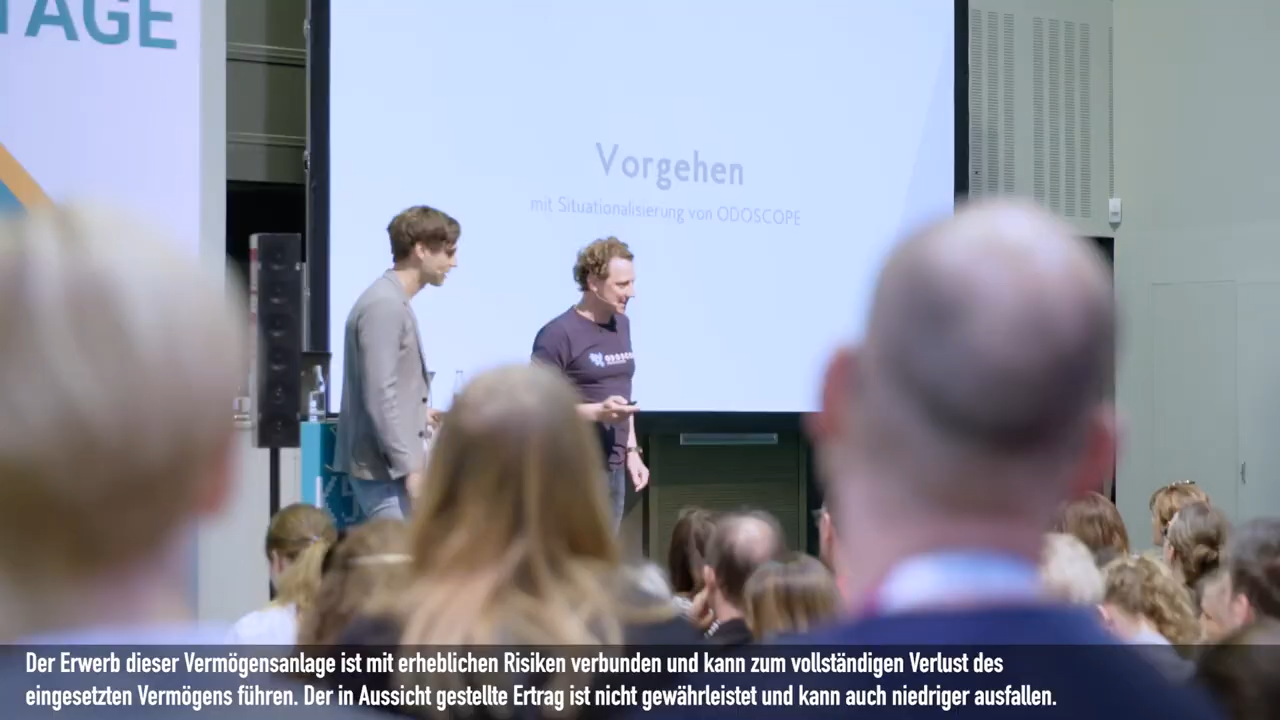 TAGE
Vorgehen
mit Situationalisierung von ODOSCOPE
Der Erwerb dieser Vermögensanlage ist mit erheblichen Risiken verbunden und kann zum vollständigen Verlust des
eingesetzten Vermögens führen. Der in Aussicht gestellte Ertrag ist nicht gewährleistet und kann auch niedriger ausfallen.